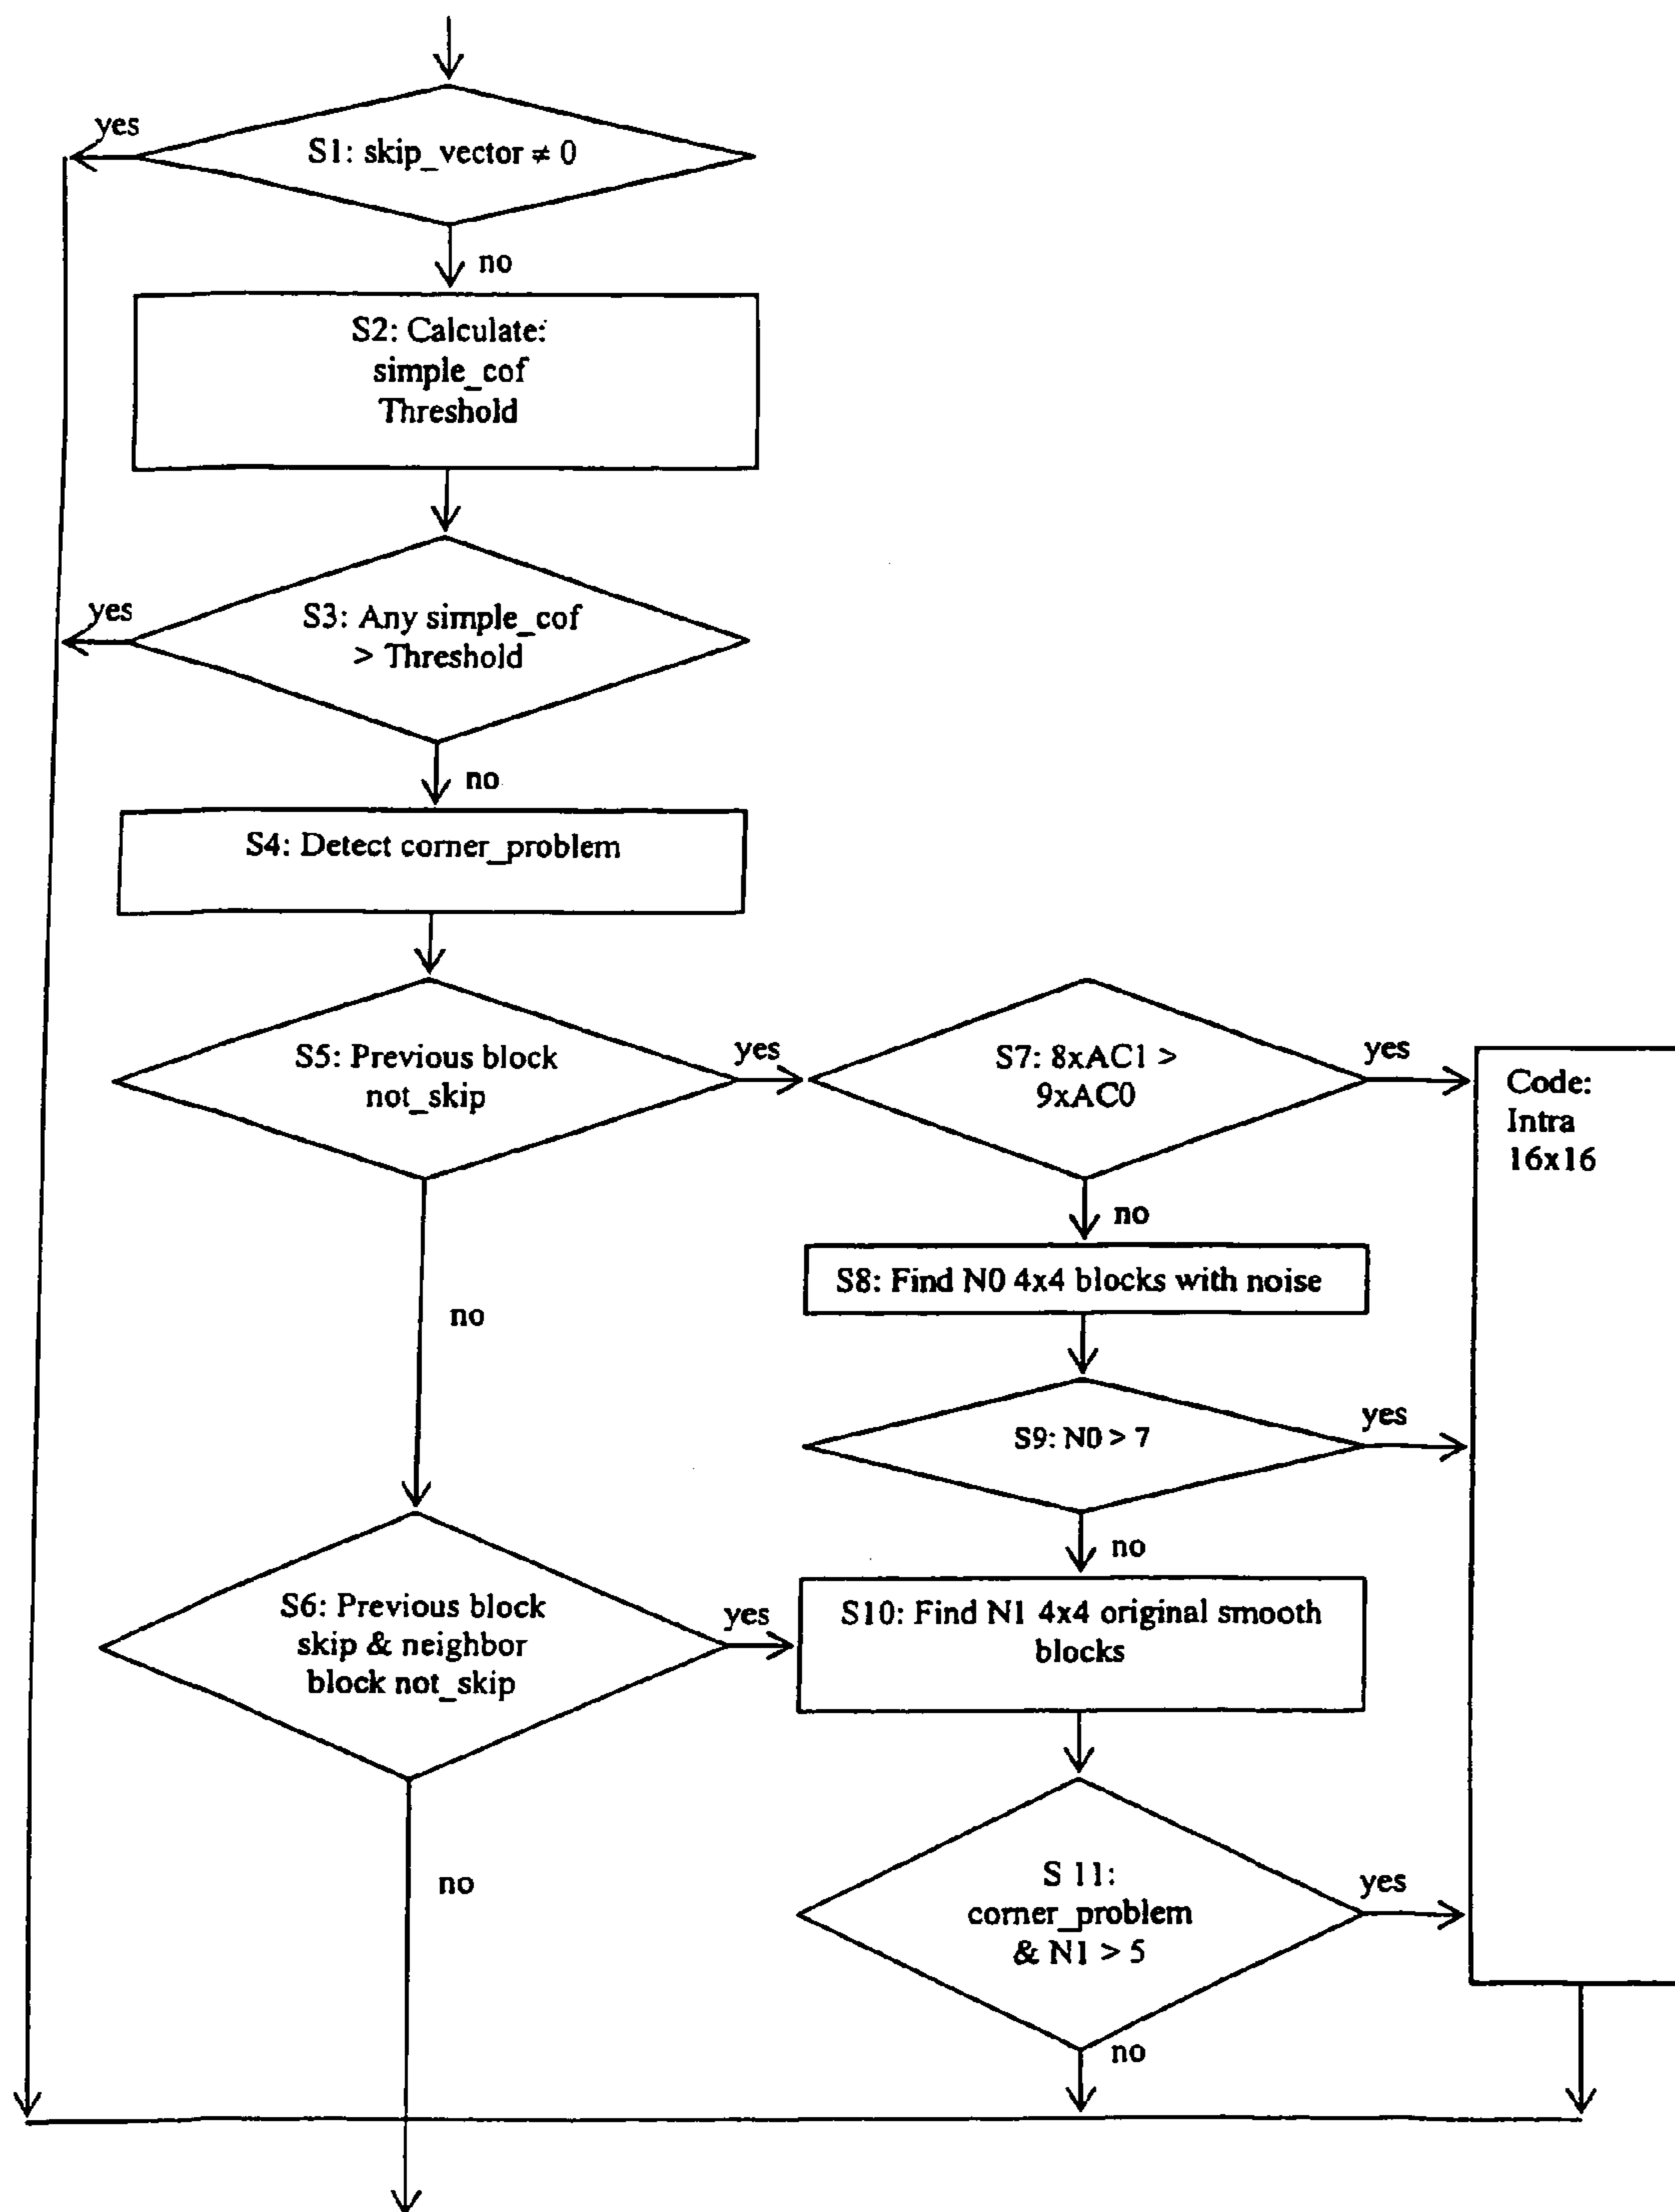 yes
S1: skip_vector ≠ 0
no
S2: Calculate:
simple_cof
Threshold
yes
S3: Any simple_cof
> Threshold
no
S4: Detect corner_problem
S5: Previous block
not_skip
yes
S7: 8xAC1 >
9xAC0
yes
Code:
Intra
16x16
no
S8: Find N0 4x4 blocks with noise
no
S9: N0 > 7
yes
no
S6: Previous block
skip & neighbor
block not_skip
yes
S10: Find N1 4x4 original smooth
blocks
no
S 11:
corner_problem
& N1 > 5
yes
no